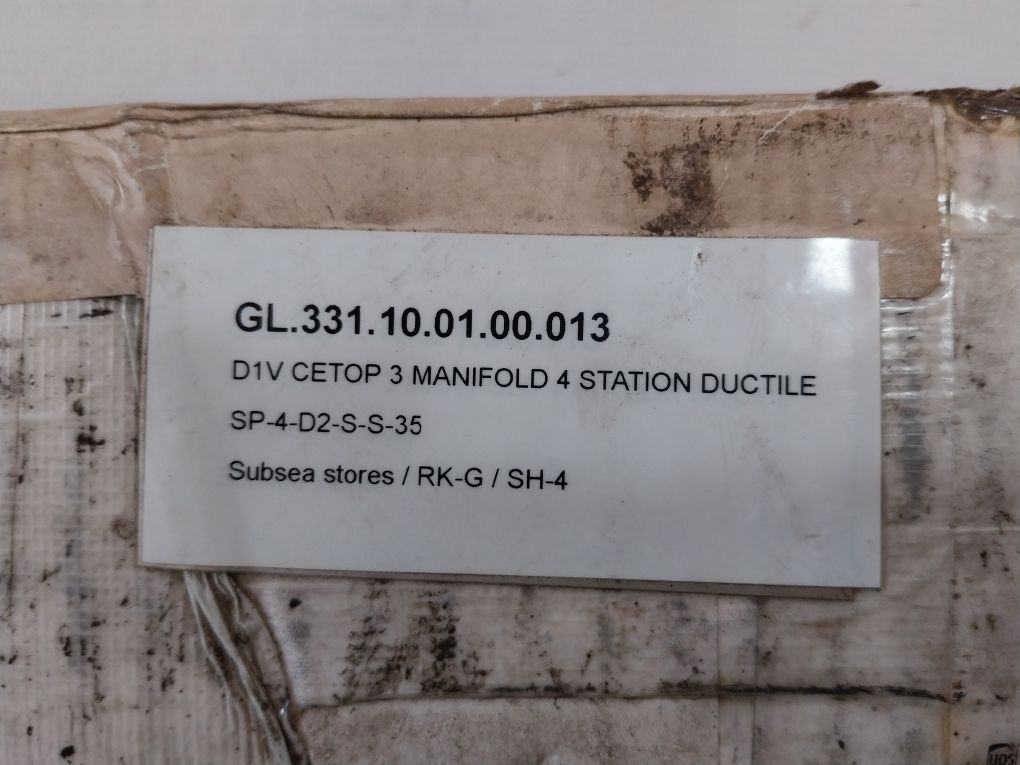 GL.331.10.01.00.013
D1V CETOP 3 MANIFOLD 4 STATION DUCTILE
SP-4-D2-S-S-35
Subsea stores / RK-G / SH-4